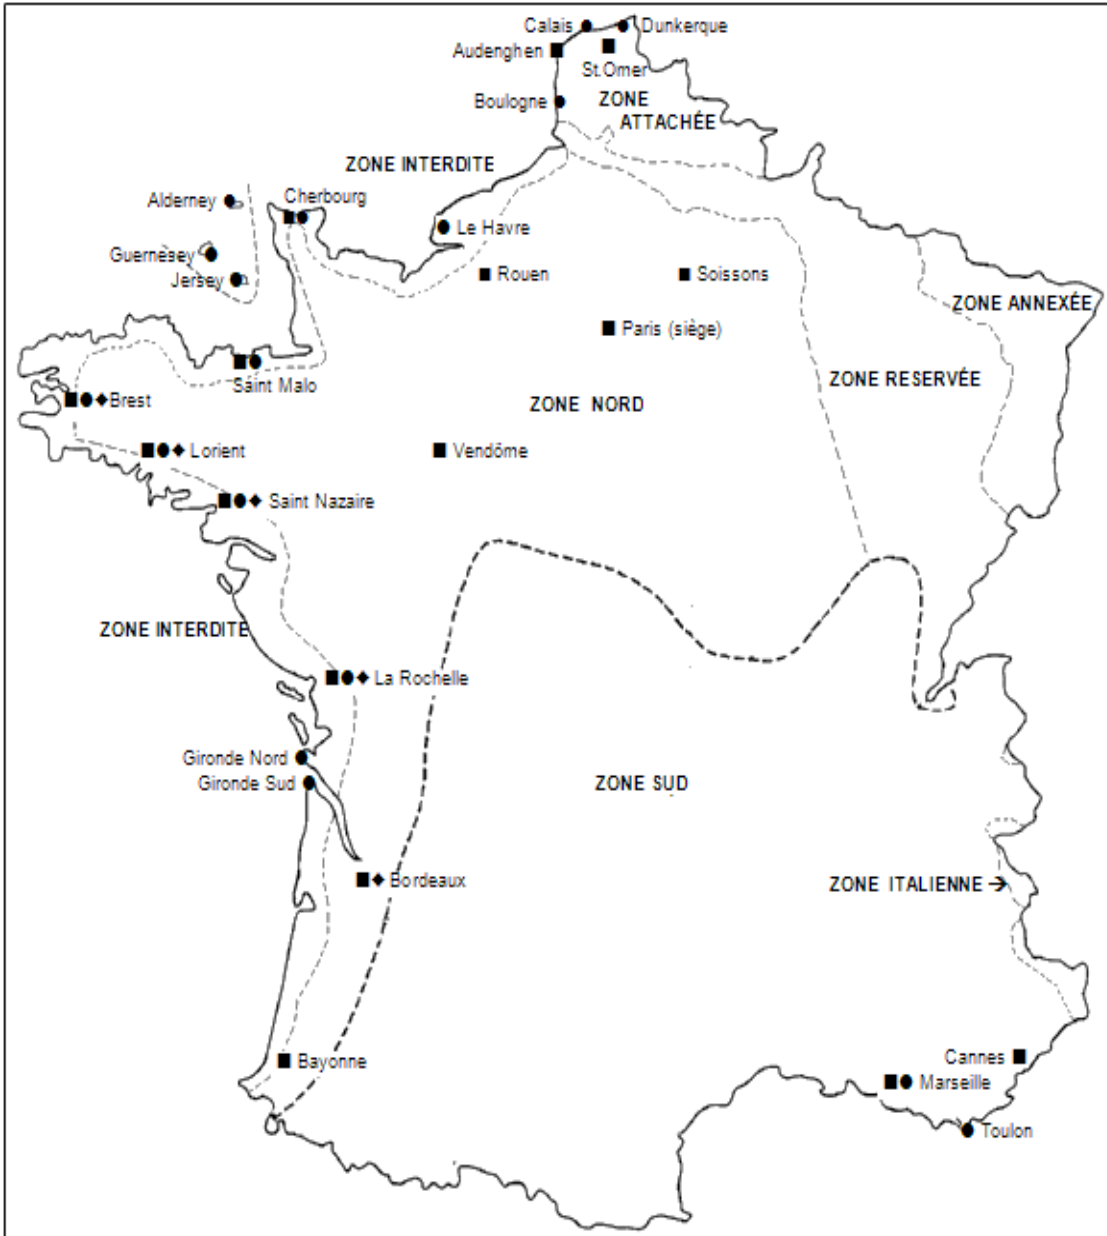 Calais
Dunkerque
Audenghen
St.Omer
Boulogne
ZONE
ATTACHÉE
ZONE INTERDITE
Alderney
Cherbourg
Le Havre
Guernesey
Jersey
Rouen
Soissons
ZONE ANNEXÉE
Paris (siège)
Saint Malo
ZONE RESERVÉE
Brest
ZONE NORD
Lorient
Vendôme
Saint Nazaire
ZONE INTERDITE
La Rochelle
Gironde Nord
Gironde Sud
ZONE SUD
Bordeaux
ZONE ITALIENNE →
Bayonne
Cannes
Marseille
Toulon